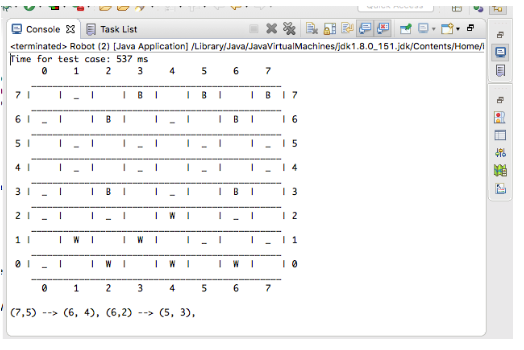 Quick Access
Console Task List
<terminated> Robot (2) [Java Application] /Library/Java/JavaVirtualMachines/jdk1.8.0_151.jdk/Contents/Home/
Time for test case: 537 ms
0 1 2 3 4 5 6 7
7 | | _ | | B | | B | | B | 7
6 | _ | | B | | _ | | B | | 6
5 | | _ | | _ | | _ | | _ | 5
4 | | _ | | _ | | _ | | _ | 4
3 | _ | | B | | _ | | B | | 3
2 | _ | | _ | | W | | _ | | 2
1 | | W | | W | | _ | | _ | 1
0 | _ | | W | | W | | W | | 0
0 1 2 3 4 5 6 7
(7,5) --> (6, 4), (6,2) --> (5, 3),